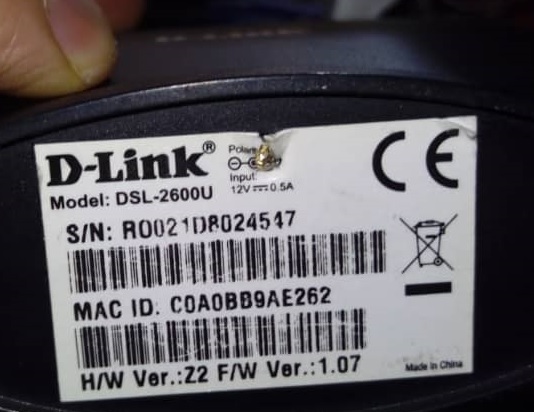 D-Link®
Model: DSL-2600U
Input:
12V⎓0.5A
CE
S/N: R0021D8024547
MAC ID: C0A0BB9AE262
H/W Ver.:Z2 F/W Ver.:1.07
Made in China